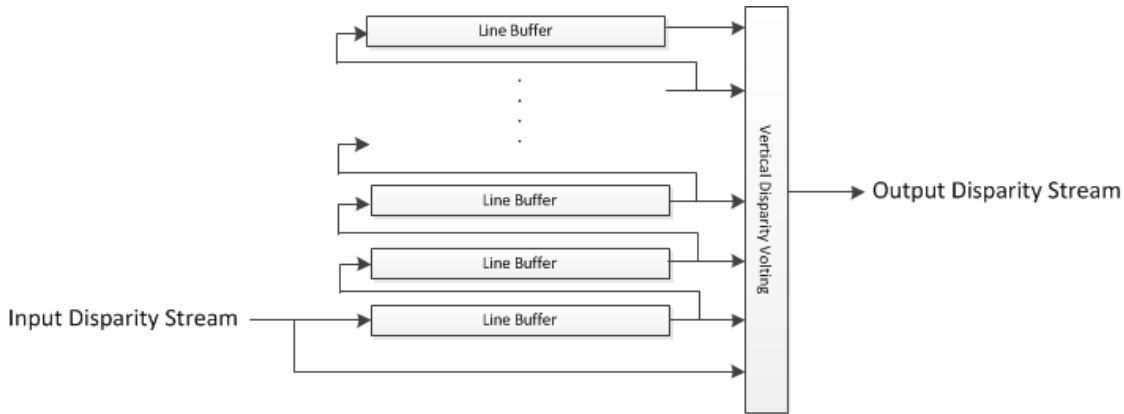 Line Buffer
Line Buffer
Line Buffer
Line Buffer
Input Disparity Stream
Vertical Disparity Volting
Output Disparity Stream